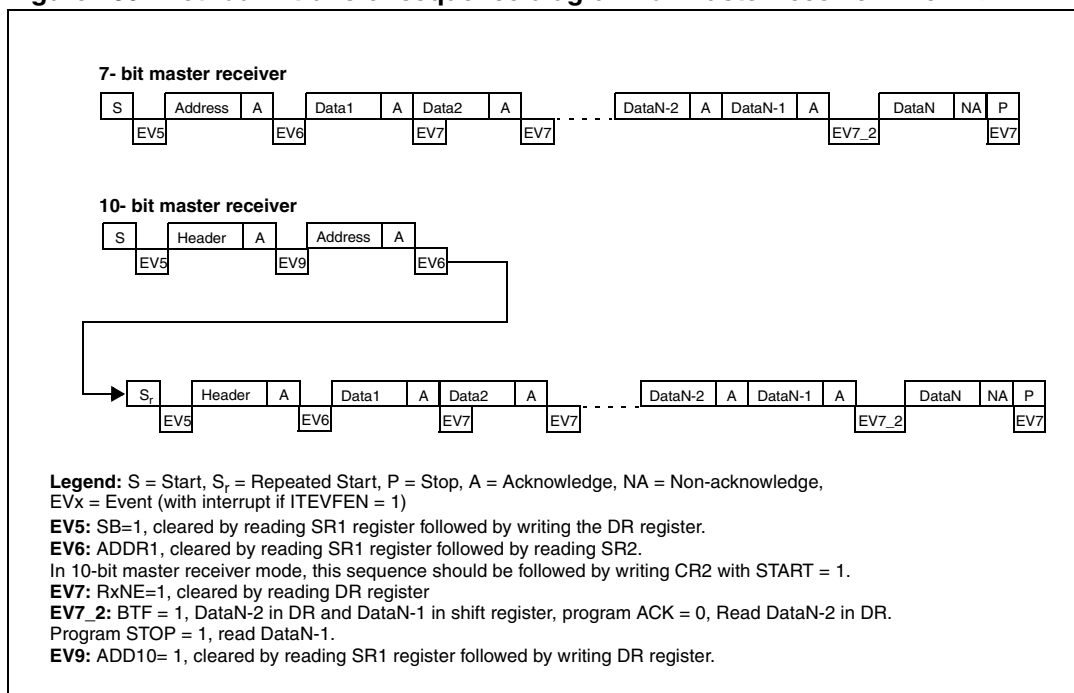 7- bit master receiver
S Address A Data1 A Data2 A DataN-2 A DataN-1 A DataN NA P
EV5 EV6 EV7 EV7 EV7_2 EV7
10- bit master receiver
S Header A Address A
EV5 EV9 EV6
Sr Header A Data1 A Data2 A DataN-2 A DataN-1 A DataN NA P
EV5 EV6 EV7 EV7 EV7_2 EV7
Legend: S = Start, Sr = Repeated Start, P = Stop, A = Acknowledge, NA = Non-acknowledge,
EVx = Event (with interrupt if ITEVFEN = 1)
EV5: SB=1, cleared by reading SR1 register followed by writing the DR register.
EV6: ADDR1, cleared by reading SR1 register followed by reading SR2.
In 10-bit master receiver mode, this sequence should be followed by writing CR2 with START = 1.
EV7: RxNE=1, cleared by reading DR register
EV7_2: BTF = 1, DataN-2 in DR and DataN-1 in shift register, program ACK = 0, Read DataN-2 in DR.
Program STOP = 1, read DataN-1.
EV9: ADD10= 1, cleared by reading SR1 register followed by writing DR register.